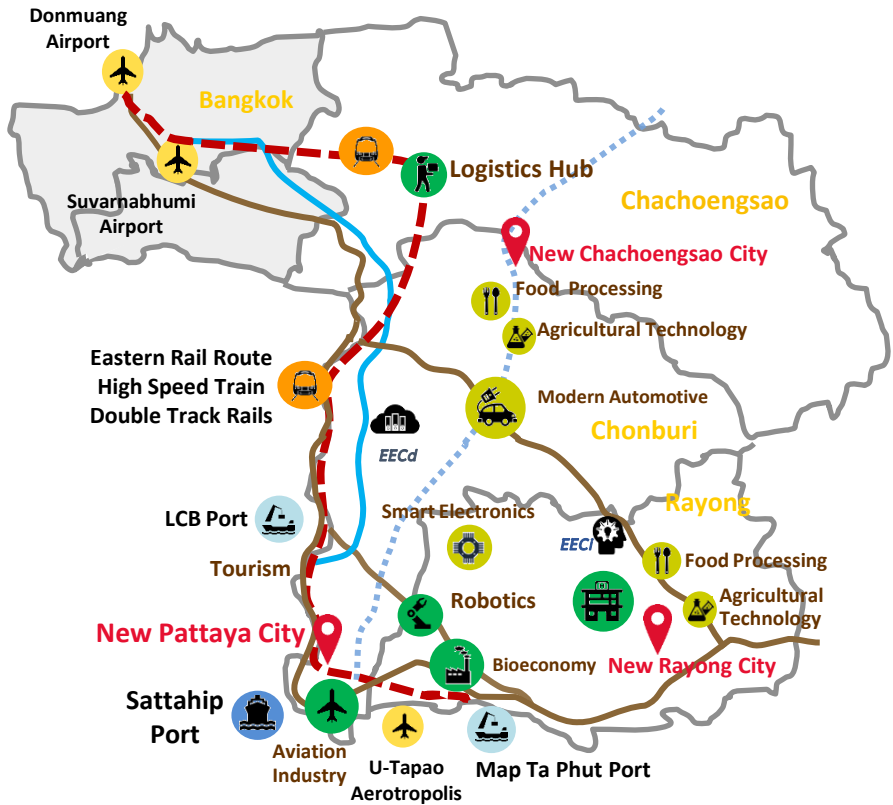 Donmuang
Airport
Bangkok
Logistics Hub
Suvarnabhumi
Airport
Chachoengsao
New Chachoengsao City
Food Processing
Agricultural Technology
Eastern Rail Route
High Speed Train
Double Track Rails
Modern Automotive
Chonburi
EECd
Rayong
LCB Port
Smart Electronics
EECi
Tourism
Food Processing
Robotics
Agricultural
Technology
New Pattaya City
Bioeconomy
New Rayong City
Sattahip
Port
Aviation
Industry
U-Tapao
Aerotropolis
Map Ta Phut Port